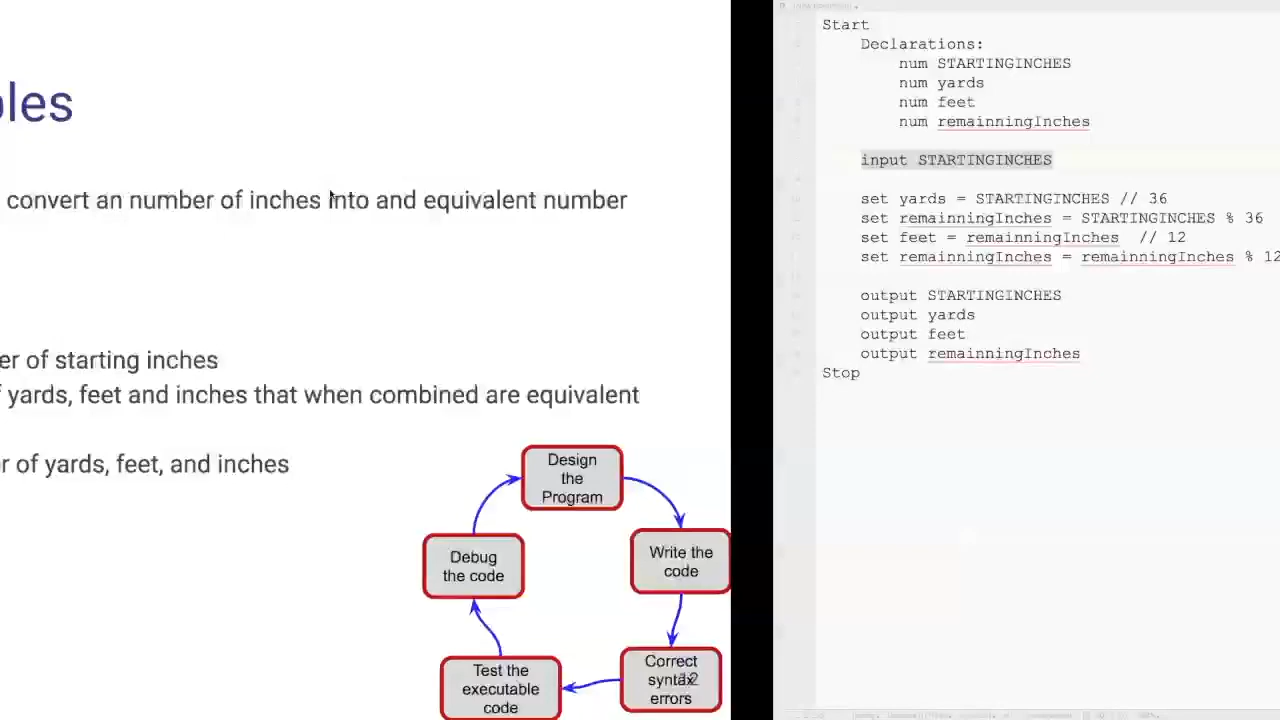 oles
convert an number of inches into and equivalent number
er of starting inches
f yards, feet and inches that when combined are equivalent
r of yards, feet, and inches
Design
the
Program
Write the
code
Correct
syntax
errors
12
Test the
executable
code
Debug
the code
Start
Declarations:
num STARTINGINCHES
num yards
num feet
num remainningInches
input STARTINGINCHES
set yards = STARTINGINCHES // 36
set remainningInches = STARTINGINCHES % 36
set feet = remainningInches // 12
set remainningInches = remainningInches % 12
output STARTINGINCHES
output yards
output feet
output remainningInches
Stop